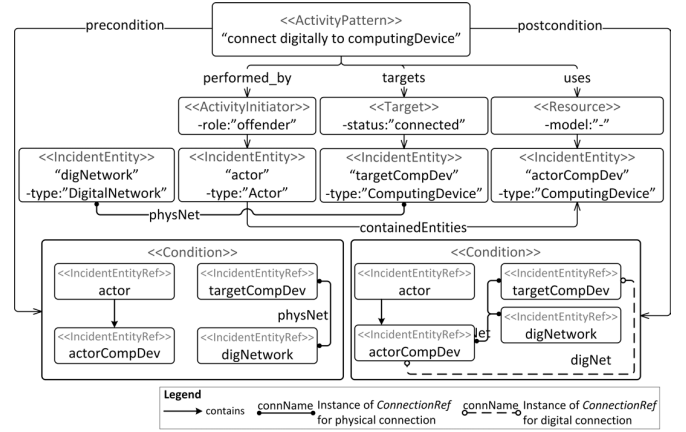 <<ActivityPattern>>
"connect digitally to computingDevice"
precondition
postcondition
performed_by
targets
uses
<<ActivityInitiator>>
-role:"offender"
<<Target>>
-status:"connected"
<<Resource>>
-model:"-"
<<IncidentEntity>>
"digNetwork"
-type:"DigitalNetwork"
<<IncidentEntity>>
"actor"
-type:"Actor"
<<IncidentEntity>>
"targetCompDev"
-type:"ComputingDevice"
<<IncidentEntity>>
"actorCompDev"
-type:"ComputingDevice"
physNet
containedEntities
<<Condition>>
<<IncidentEntityRef>>
actor
<<IncidentEntityRef>>
targetCompDev
physNet
<<IncidentEntityRef>>
actorCompDev
<<IncidentEntityRef>>
digNetwork
<<Condition>>
<<IncidentEntityRef>>
actor
<<IncidentEntityRef>>
targetCompDev
<<IncidentEntityRef>>
digNetwork
<<IncidentEntityRef>>
actorCompDev
digNet
Legend
contains
connName Instance of ConnectionRef
for physical connection
connName Instance of ConnectionRef
for digital connection